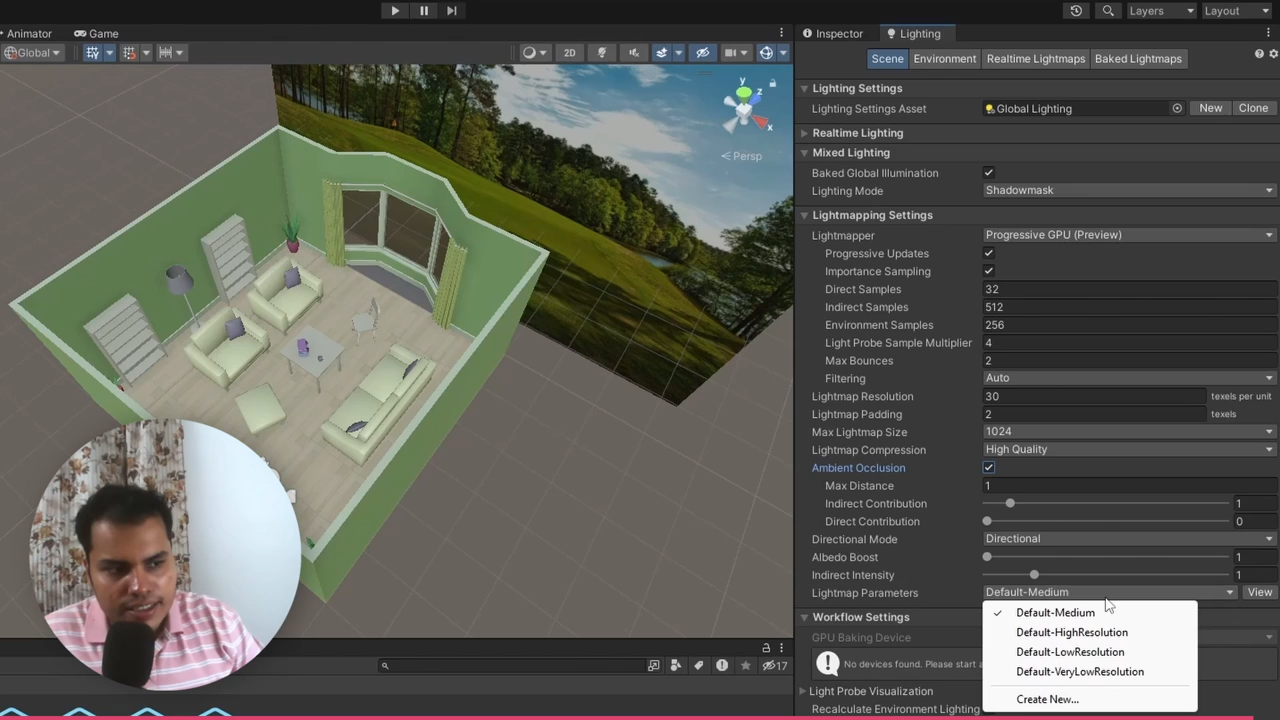 Layers
Layout
Animator
Game
Inspector
Lighting
Global
2D
Scene
Environment
Realtime Lightmaps
Baked Lightmaps
y
z
x
Persp
Lighting Settings
Lighting Settings Asset
Global Lighting
New
Clone
Realtime Lighting
Mixed Lighting
Baked Global Illumination
Lighting Mode
Shadowmask
Lightmapping Settings
Lightmapper
Progressive GPU (Preview)
Progressive Updates
Importance Sampling
Direct Samples
32
Indirect Samples
512
Environment Samples
256
Light Probe Sample Multiplier
4
Max Bounces
2
Filtering
Auto
Lightmap Resolution
30
texels per unit
Lightmap Padding
2
texels
Max Lightmap Size
1024
Lightmap Compression
High Quality
Ambient Occlusion
Max Distance
1
Indirect Contribution
1
Direct Contribution
0
Directional Mode
Directional
Albedo Boost
1
Indirect Intensity
1
Lightmap Parameters
Default-Medium
View
Default-Medium
Default-HighResolution
Default-LowResolution
Default-VeryLowResolution
Create New...
Workflow Settings
GPU Baking Device
No devices found. Please start a
17
Light Probe Visualization
Recalculate Environment Lighting